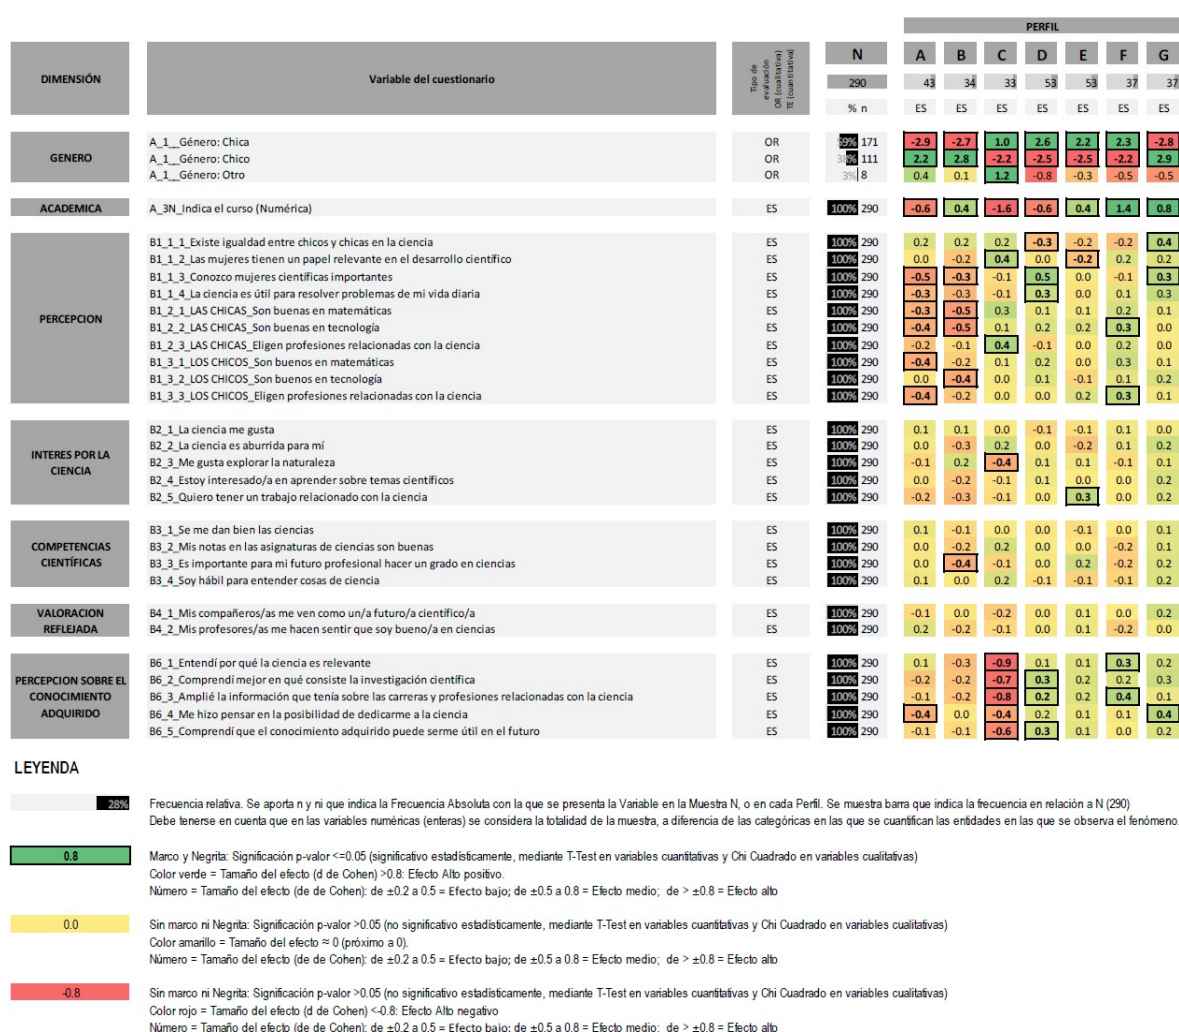 PERFIL
DIMENSIÓN Variable del cuestionario Tipo de evaluación OR (cualitativa) TE (cuantitativa) N A B C D E F G
290 43 34 33 53 53 37 37
% n ES ES ES ES ES ES ES
GENERO
A_1__Género: Chica OR 59% 171 -2.9 -2.7 1.0 2.6 2.2 2.3 -2.8
A_1__Género: Chico OR 38% 111 2.2 2.8 -2.2 -2.5 -2.5 -2.2 2.9
A_1__Género: Otro OR 3% 8 0.4 0.1 1.2 -0.8 -0.3 -0.5 -0.5
ACADEMICA A_3N_Indica el curso (Numérica) ES 100% 290 -0.6 0.4 -1.6 -0.6 0.4 1.4 0.8
PERCEPCION
B1_1_1_Existe igualdad entre chicos y chicas en la ciencia ES 100% 290 0.2 0.2 0.2 -0.3 -0.2 -0.2 0.4
B1_1_2_Las mujeres tienen un papel relevante en el desarrollo científico ES 100% 290 0.0 -0.2 0.4 0.0 -0.2 0.2 0.2
B1_1_3_Conozco mujeres científicas importantes ES 100% 290 -0.5 -0.3 -0.1 0.5 0.0 -0.1 0.3
B1_1_4_La ciencia es útil para resolver problemas de mi vida diaria ES 100% 290 -0.3 -0.3 -0.1 0.3 0.0 0.1 0.3
B1_2_1_LAS CHICAS_Son buenas en matemáticas ES 100% 290 -0.3 -0.5 0.3 0.1 0.1 0.2 0.1
B1_2_2_LAS CHICAS_Son buenas en tecnología ES 100% 290 -0.4 -0.5 0.1 0.2 0.2 0.3 0.0
B1_2_3_LAS CHICAS_Eligen profesiones relacionadas con la ciencia ES 100% 290 -0.2 -0.1 0.4 -0.1 0.0 0.2 0.0
B1_3_1_LOS CHICOS_Son buenos en matemáticas ES 100% 290 -0.4 -0.2 0.1 0.2 0.0 0.3 0.1
B1_3_2_LOS CHICOS_Son buenos en tecnología ES 100% 290 0.0 -0.4 0.0 0.1 -0.1 0.1 0.2
B1_3_3_LOS CHICOS_Eligen profesiones relacionadas con la ciencia ES 100% 290 -0.4 -0.2 0.0 0.0 0.2 0.3 0.1
INTERES POR LA CIENCIA
B2_1_La ciencia me gusta ES 100% 290 0.1 0.1 0.0 -0.1 -0.1 0.1 0.0
B2_2_La ciencia es aburrida para mí ES 100% 290 0.0 -0.3 0.2 0.0 -0.2 0.1 0.2
B2_3_Me gusta explorar la naturaleza ES 100% 290 -0.1 0.2 -0.4 0.1 0.1 -0.1 0.1
B2_4_Estoy interesado/a en aprender sobre temas científicos ES 100% 290 0.0 -0.2 -0.1 0.1 0.0 0.0 0.2
B2_5_Quiero tener un trabajo relacionado con la ciencia ES 100% 290 -0.2 -0.3 -0.1 0.0 0.3 0.0 0.2
COMPETENCIAS CIENTÍFICAS
B3_1_Se me dan bien las ciencias ES 100% 290 0.1 -0.1 0.0 0.0 -0.1 0.0 0.1
B3_2_Mis notas en las asignaturas de ciencias son buenas ES 100% 290 0.0 -0.2 0.2 0.0 0.0 -0.2 0.1
B3_3_Es importante para mi futuro profesional hacer un grado en ciencias ES 100% 290 0.0 -0.4 -0.1 0.0 0.2 -0.2 0.2
B3_4_Soy hábil para entender cosas de ciencia ES 100% 290 0.1 0.0 0.2 -0.1 -0.1 -0.1 0.2
VALORACION REFLEJADA
B4_1_Mis compañeros/as me ven como un/a futuro/a científico/a ES 100% 290 -0.1 0.0 -0.2 0.0 0.1 0.0 0.2
B4_2_Mis profesores/as me hacen sentir que soy bueno/a en ciencias ES 100% 290 0.2 -0.2 -0.1 0.0 0.1 -0.2 0.0
PERCEPCION SOBRE EL CONOCIMIENTO ADQUIRIDO
B6_1_Entendí por qué la ciencia es relevante ES 100% 290 0.1 -0.3 -0.9 0.1 0.1 0.3 0.2
B6_2_Comprendí mejor en qué consiste la investigación científica ES 100% 290 -0.2 -0.2 -0.7 0.3 0.2 0.2 0.3
B6_3_Amplié la información que tenía sobre las carreras y profesiones relacionadas con la ciencia ES 100% 290 -0.1 -0.2 -0.8 0.2 0.2 0.4 0.1
B6_4_Me hizo pensar en la posibilidad de dedicarme a la ciencia ES 100% 290 -0.4 0.0 -0.4 0.2 0.1 0.1 0.4
B6_5_Comprendí que el conocimiento adquirido puede serme útil en el futuro ES 100% 290 -0.1 -0.1 -0.6 0.3 0.1 0.0 0.2
LEYENDA
28% Frecuencia relativa. Se aporta n y ni que indica la Frecuencia Absoluta con la que se presenta la Variable en la Muestra N, o en cada Perfil. Se muestra barra que indica la frecuencia en relación a N (290)
Debe tenerse en cuenta que en las variables numéricas (enteras) se considera la totalidad de la muestra, a diferencia de las categóricas en las que se cuantifican las entidades en las que se observa el fenómeno.
0.8 Marco y Negrita: Significación p-valor <=0.05 (significativo estadísticamente, mediante T-Test en variables cuantitativas y Chi Cuadrado en variables cualitativas)
Color verde = Tamaño del efecto (d de Cohen) >0.8: Efecto Alto positivo.
Número = Tamaño del efecto (de de Cohen): de ±0.2 a 0.5 = Efecto bajo; de ±0.5 a 0.8 = Efecto medio; de > ±0.8 = Efecto alto
0.0 Sin marco ni Negrita: Significación p-valor >0.05 (no significativo estadísticamente, mediante T-Test en variables cuantitativas y Chi Cuadrado en variables cualitativas)
Color amarillo = Tamaño del efecto ≈ 0 (próximo a 0).
Número = Tamaño del efecto (de de Cohen): de ±0.2 a 0.5 = Efecto bajo; de ±0.5 a 0.8 = Efecto medio; de > ±0.8 = Efecto alto
-0.8 Sin marco ni Negrita: Significación p-valor >0.05 (no significativo estadísticamente, mediante T-Test en variables cuantitativas y Chi Cuadrado en variables cualitativas)
Color rojo = Tamaño del efecto (d de Cohen) <-0.8: Efecto Alto negativo
Número = Tamaño del efecto (de de Cohen): de ±0.2 a 0.5 = Efecto bajo; de ±0.5 a 0.8 = Efecto medio; de > ±0.8 = Efecto alto